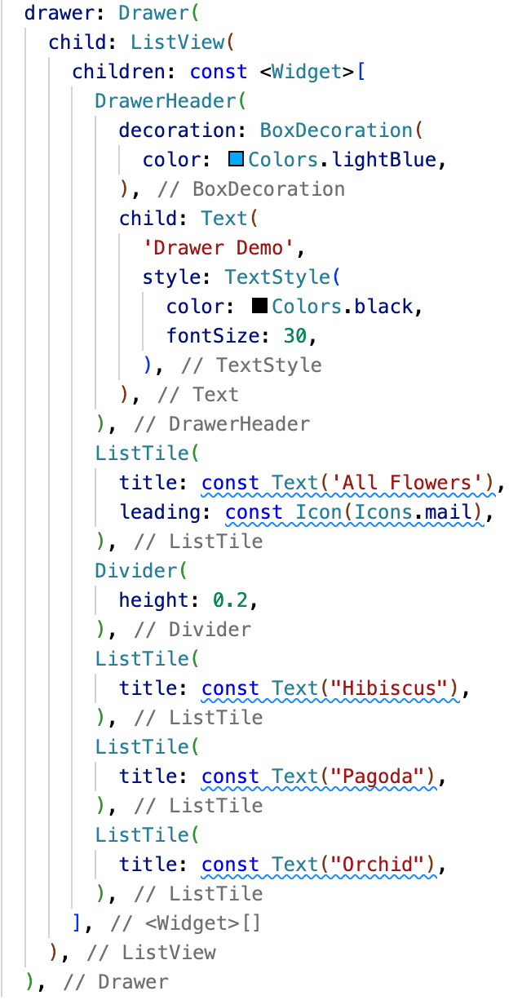 drawer: Drawer(
child: ListView(
children: const <Widget>[
DrawerHeader(
decoration: BoxDecoration(
color: Colors.lightBlue,
), // BoxDecoration
child: Text(
'Drawer Demo',
style: TextStyle(
color: Colors.black,
fontSize: 30,
), // TextStyle
), // Text
), // DrawerHeader
ListTile(
title: const Text('All Flowers'),
leading: const Icon(Icons.mail),
), // ListTile
Divider(
height: 0.2,
), // Divider
ListTile(
title: const Text("Hibiscus"),
), // ListTile
ListTile(
title: const Text("Pagoda"),
), // ListTile
ListTile(
title: const Text("Orchid"),
), // ListTile
], // <Widget>[]
), // ListView
), // Drawer